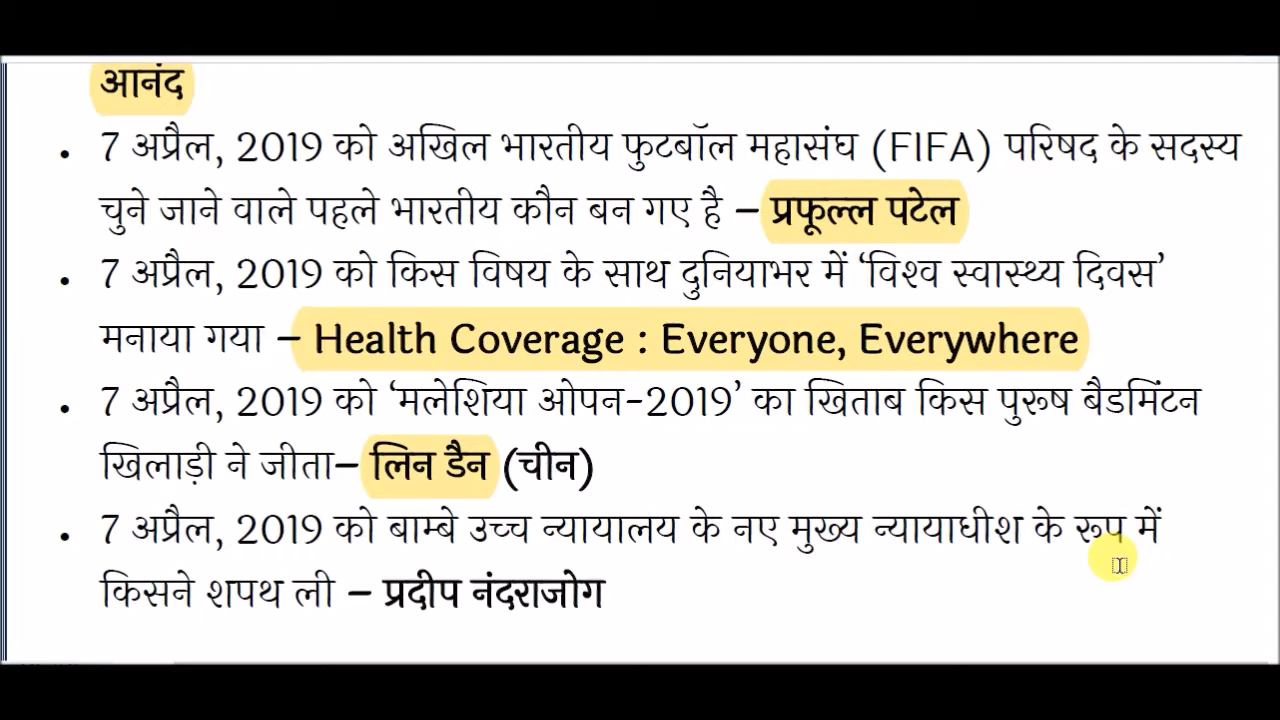 आनंद
• 7 अप्रैल, 2019 को अखिल भारतीय फुटबॉल महासंघ (FIFA) परिषद के सदस्य
चुने जाने वाले पहले भारतीय कौन बन गए है – प्रफूल्ल पटेल
• 7 अप्रैल, 2019 को किस विषय के साथ दुनियाभर में ‘विश्व स्वास्थ्य दिवस’
मनाया गया – Health Coverage : Everyone, Everywhere
• 7 अप्रैल, 2019 को ‘मलेशिया ओपन-2019’ का खिताब किस पुरूष बैडमिंटन
खिलाड़ी ने जीता– लिन डैन (चीन)
• 7 अप्रैल, 2019 को बाम्बे उच्च न्यायालय के नए मुख्य न्यायाधीश के रूप में
किसने शपथ ली – प्रदीप नंदराजोग